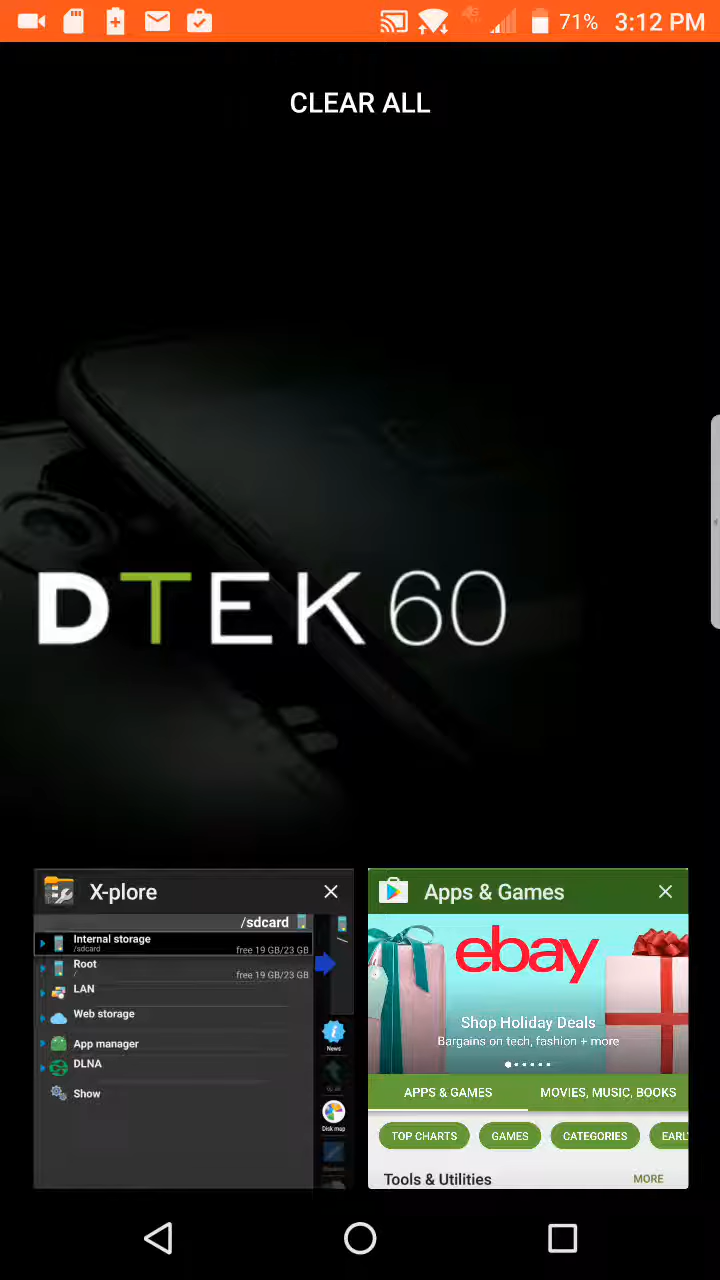 71% 3:12 PM
CLEAR ALL
DTEK60
X-plore
/sdcard
Internal storage
/sdcard
free 19 GB/23 GB
Root
/
free 19 GB/23 GB
LAN
Web storage
App manager
DLNA
Show
News
Disk map
Apps & Games
ebay
Shop Holiday Deals
Bargains on tech, fashion + more
APPS & GAMES
MOVIES, MUSIC, BOOKS
TOP CHARTS
GAMES
CATEGORIES
EARL
Tools & Utilities
MORE